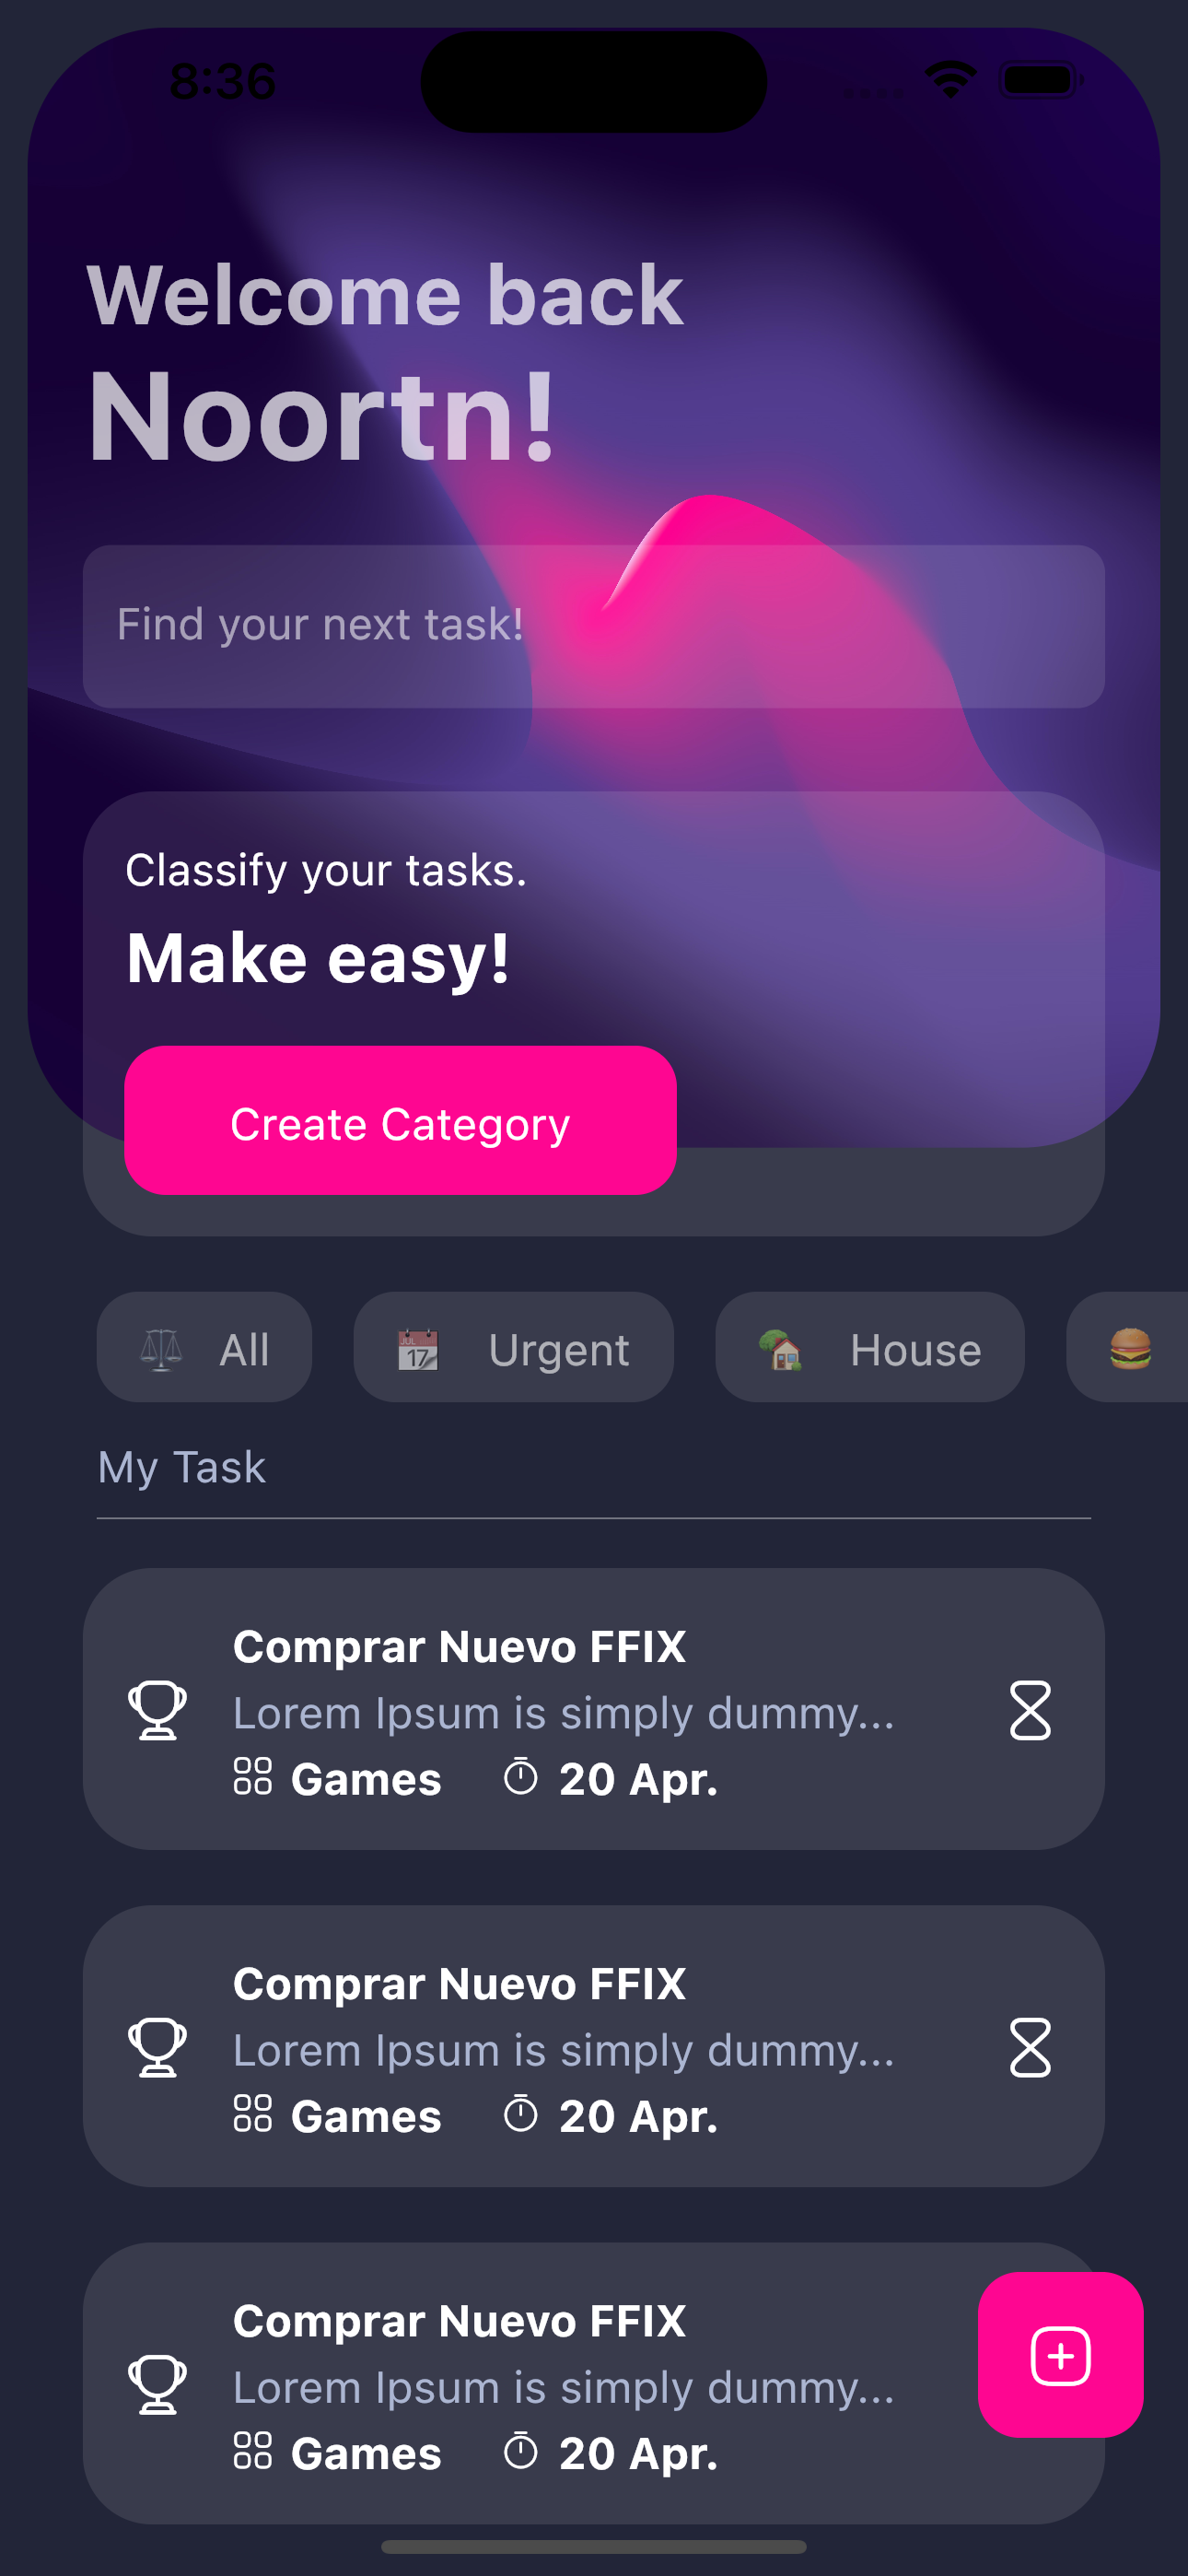 8:36
Welcome back
Noortn!
Find your next task!
Classify your tasks.
Make easy!
Create Category
All
Urgent
House
My Task
Comprar Nuevo FFIX
Lorem Ipsum is simply dummy...
Games 20 Apr.
Comprar Nuevo FFIX
Lorem Ipsum is simply dummy...
Games 20 Apr.
Comprar Nuevo FFIX
Lorem Ipsum is simply dummy...
Games 20 Apr.